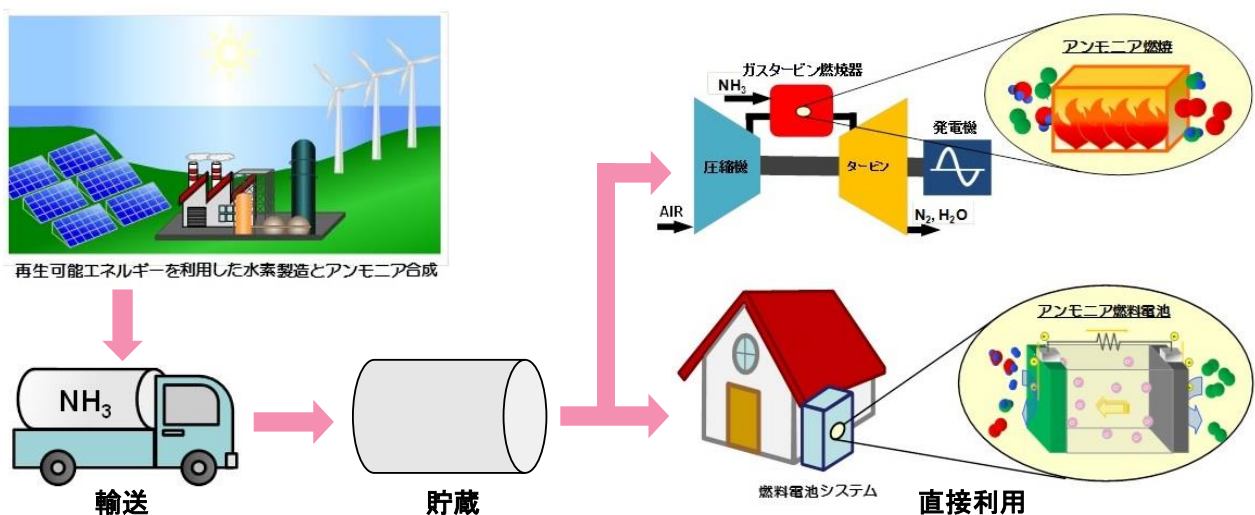 再生可能エネルギーを利用した水素製造とアンモニア合成
NH3
輸送
貯蔵
ガスタービン燃焼器
NH3
圧縮機
タービン
発電機
AIR
N2, H2O
アンモニア燃焼
アンモニア燃料電池
燃料電池システム
直接利用